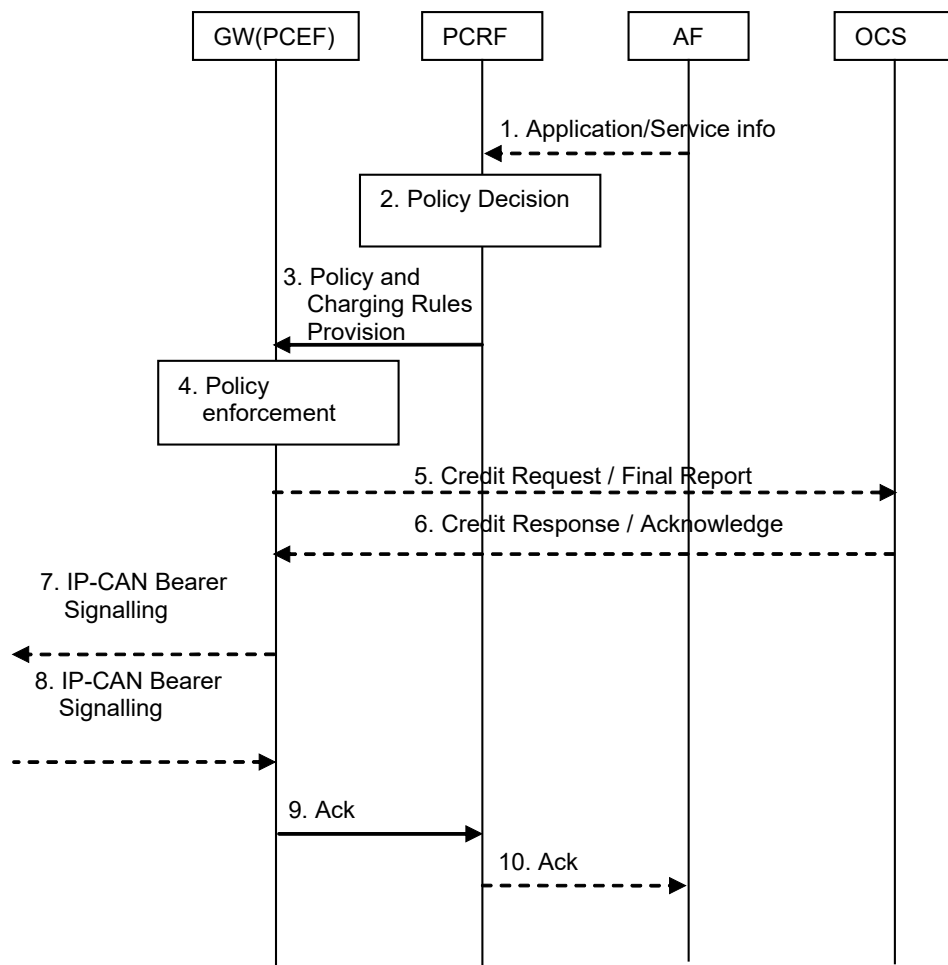 GW(PCEF)
PCRF
AF
OCS
1. Application/Service info
2. Policy Decision
3. Policy and
Charging Rules
Provision
4. Policy
enforcement
5. Credit Request / Final Report
6. Credit Response / Acknowledge
7. IP-CAN Bearer
Signalling
8. IP-CAN Bearer
Signalling
9. Ack
10. Ack